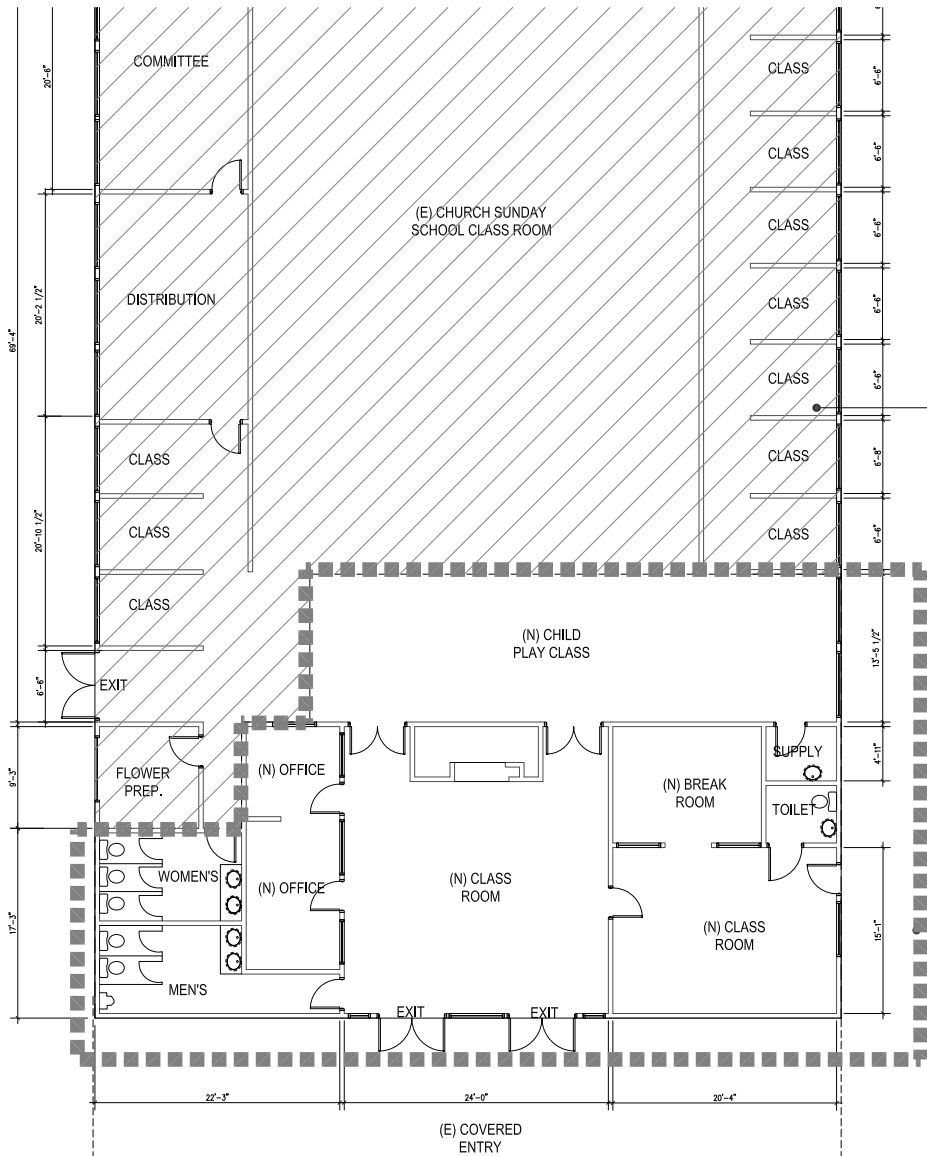 COMMITTEE
20'-6"
CLASS
6'-6"
CLASS
6'-6"
(E) CHURCH SUNDAY
SCHOOL CLASS ROOM
CLASS
6'-6"
DISTRIBUTION
20'-2 1/2"
CLASS
6'-6"
69'-4"
CLASS
6'-6"
CLASS
CLASS
6'-8"
20'-10 1/2"
CLASS
CLASS
6'-6"
CLASS
(N) CHILD
PLAY CLASS
13'-5 1/2"
6'-6"
EXIT
9'-3"
FLOWER
PREP.
(N) OFFICE
(N) BREAK
ROOM
SUPPLY
4'-11"
TOILET
WOMEN'S
(N) OFFICE
(N) CLASS
ROOM
17'-3"
(N) CLASS
ROOM
15'-1"
MEN'S
EXIT
EXIT
22'-3"
24'-0"
20'-4"
(E) COVERED
ENTRY